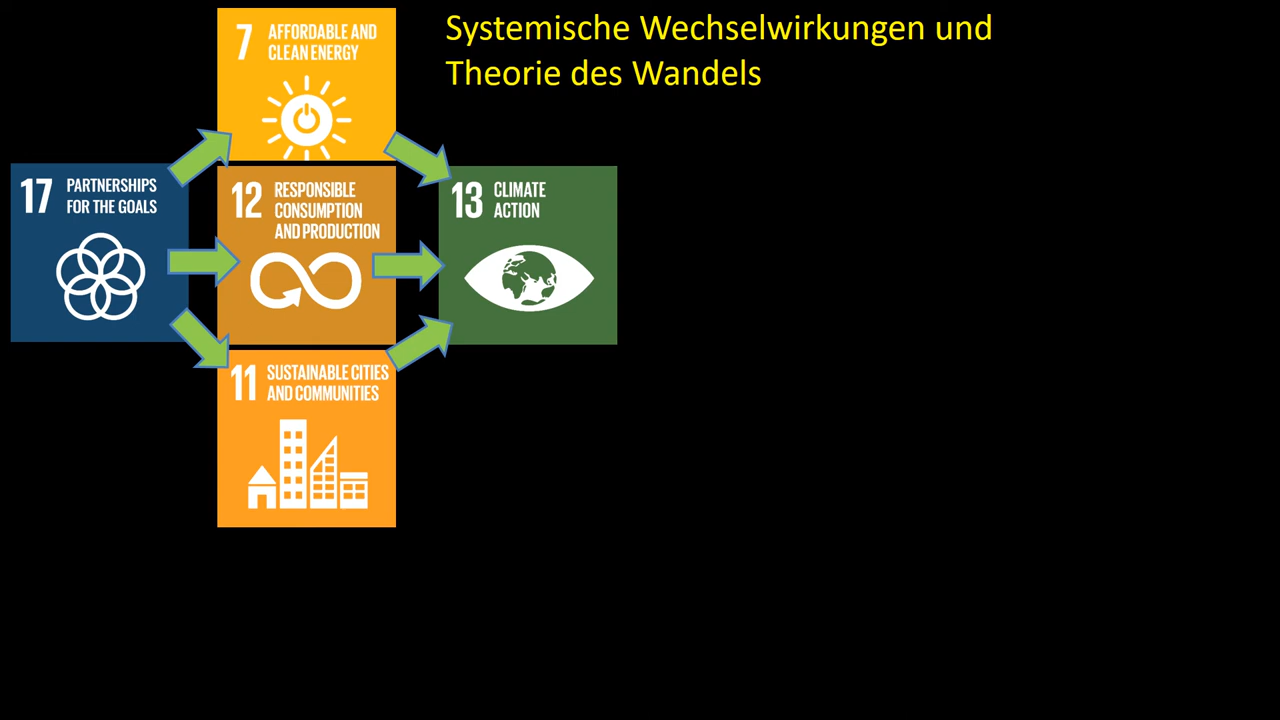 Systemische Wechselwirkungen und
Theorie des Wandels
7 AFFORDABLE AND
CLEAN ENERGY
17 PARTNERSHIPS
FOR THE GOALS
12 RESPONSIBLE
CONSUMPTION
AND PRODUCTION
13 CLIMATE
ACTION
11 SUSTAINABLE CITIES
AND COMMUNITIES